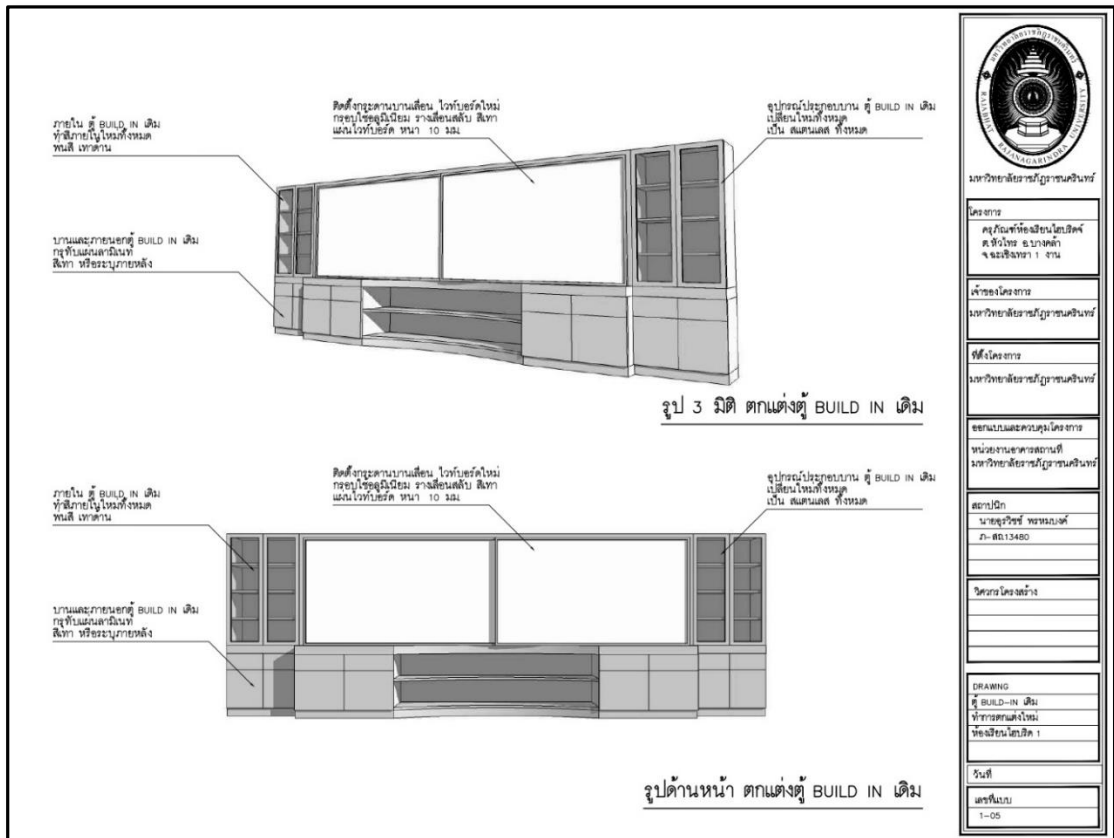 ภายใน ตู้ BUILD IN เดิม
ทำสีภายในใหม่ทั้งหมด
พ่นสี เทาด้าน
ติดตั้งกระดานบานเลื่อน ไวท์บอร์ดใหม่
กรอบใช้อลูมิเนียม รางเลื่อนสลับ สีเทา
แผ่นไวท์บอร์ด หนา 10 มม.
อุปกรณ์ประกอบบาน ตู้ BUILD IN เดิม
เปลี่ยนใหม่ทั้งหมด
เป็น สแตนเลส ทั้งหมด
บานและภายนอกตู้ BUILD IN เดิม
กรุทับแผ่นลามิเนท
สีเทา หรือระบุภายหลัง
รูป 3 มิติ ตกแต่งตู้ BUILD IN เดิม
ภายใน ตู้ BUILD IN เดิม
ทำสีภายในใหม่ทั้งหมด
พ่นสี เทาด้าน
ติดตั้งกระดานบานเลื่อน ไวท์บอร์ดใหม่
กรอบใช้อลูมิเนียม รางเลื่อนสลับ สีเทา
แผ่นไวท์บอร์ด หนา 10 มม.
อุปกรณ์ประกอบบาน ตู้ BUILD IN เดิม
เปลี่ยนใหม่ทั้งหมด
เป็น สแตนเลส ทั้งหมด
บานและภายนอกตู้ BUILD IN เดิม
กรุทับแผ่นลามิเนท
สีเทา หรือระบุภายหลัง
รูปด้านหน้า ตกแต่งตู้ BUILD IN เดิม
มหาวิทยาลัยราชภัฏราชนครินทร์
RAJABHAT RAJANAGARINDRA UNIVERSITY
มหาวิทยาลัยราชภัฏราชนครินทร์
โครงการ
ครุภัณฑ์ห้องเรียนไฮบริดจ์
ต.หัวไทร อ.บางคล้า
จ.ฉะเชิงเทรา 1 งาน
เจ้าของโครงการ
มหาวิทยาลัยราชภัฏราชนครินทร์
ที่ตั้งโครงการ
มหาวิทยาลัยราชภัฏราชนครินทร์
ออกแบบและควบคุมโครงการ
หน่วยงานอาคารสถานที่
มหาวิทยาลัยราชภัฏราชนครินทร์
สถาปนิก
ภ-สถ.13480
วิศวกรโครงสร้าง
DRAWING
ตู้ BUILD-IN เดิม
ทำการตกแต่งใหม่
ห้องเรียนไฮบริด 1
วันที่
เลขที่แบบ
1-05